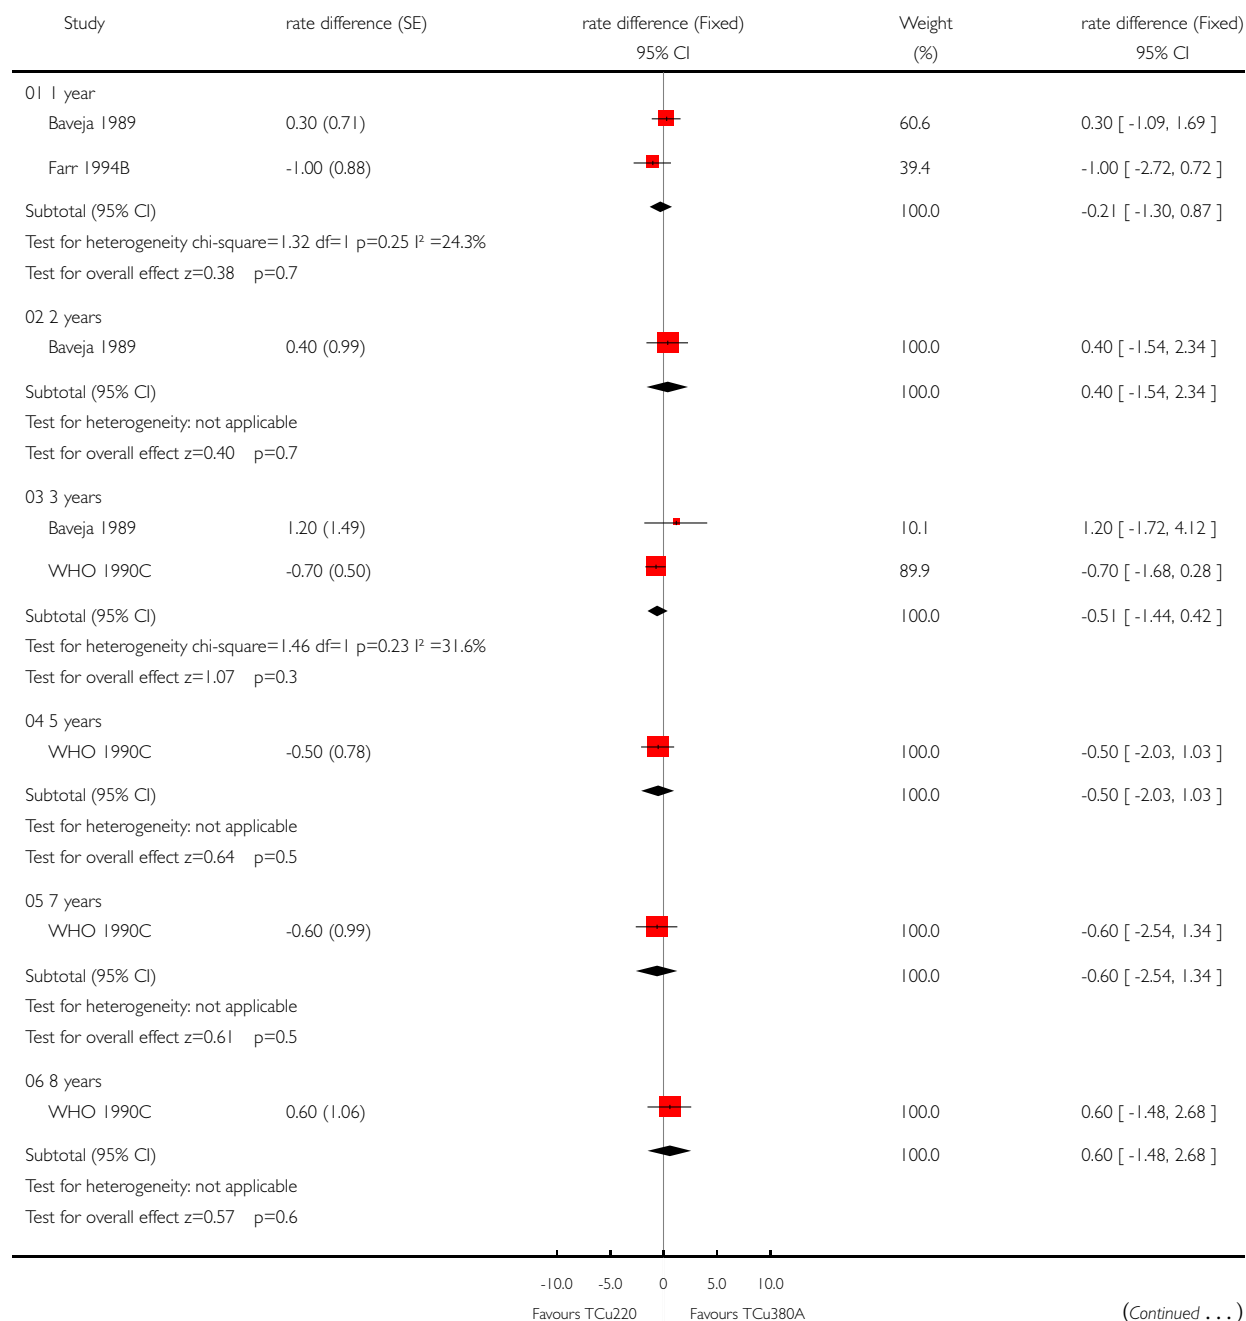 Study rate difference (SE) rate difference (Fixed) Weight rate difference (Fixed)
95% CI (%) 95% CI
01 1 year
Baveja 1989 0.30 (0.71) 60.6 0.30 [ -1.09, 1.69 ]
Farr 1994B -1.00 (0.88) 39.4 -1.00 [ -2.72, 0.72 ]
Subtotal (95% CI) 100.0 -0.21 [ -1.30, 0.87 ]
Test for heterogeneity chi-square=1.32 df=1 p=0.25 I² =24.3%
Test for overall effect z=0.38 p=0.7
02 2 years
Baveja 1989 0.40 (0.99) 100.0 0.40 [ -1.54, 2.34 ]
Subtotal (95% CI) 100.0 0.40 [ -1.54, 2.34 ]
Test for heterogeneity: not applicable
Test for overall effect z=0.40 p=0.7
03 3 years
Baveja 1989 1.20 (1.49) 10.1 1.20 [ -1.72, 4.12 ]
WHO 1990C -0.70 (0.50) 89.9 -0.70 [ -1.68, 0.28 ]
Subtotal (95% CI) 100.0 -0.51 [ -1.44, 0.42 ]
Test for heterogeneity chi-square=1.46 df=1 p=0.23 I² =31.6%
Test for overall effect z=1.07 p=0.3
04 5 years
WHO 1990C -0.50 (0.78) 100.0 -0.50 [ -2.03, 1.03 ]
Subtotal (95% CI) 100.0 -0.50 [ -2.03, 1.03 ]
Test for heterogeneity: not applicable
Test for overall effect z=0.64 p=0.5
05 7 years
WHO 1990C -0.60 (0.99) 100.0 -0.60 [ -2.54, 1.34 ]
Subtotal (95% CI) 100.0 -0.60 [ -2.54, 1.34 ]
Test for heterogeneity: not applicable
Test for overall effect z=0.61 p=0.5
06 8 years
WHO 1990C 0.60 (1.06) 100.0 0.60 [ -1.48, 2.68 ]
Subtotal (95% CI) 100.0 0.60 [ -1.48, 2.68 ]
Test for heterogeneity: not applicable
Test for overall effect z=0.57 p=0.6
-10.0 -5.0 0 5.0 10.0
Favours TCu220 Favours TCu380A (Continued . . . )